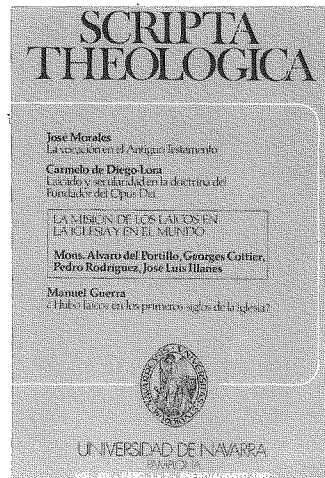 SCRIPTA
THEOLOGICA
José Morales
La vocación en el Antiguo Testamento
Carmelo de Diego-Lora
Laicado y secularidad en la doctrina del
Fundador del Opus Dei
LA MISION DE LOS LAICOS EN
LA IGLESIA Y EN EL MUNDO
Mons. Alvaro del Portillo, Georges Cottier,
Pedro Rodríguez, José Luis Illanes
Manuel Guerra
¿Hubo laicos en los primeros siglos de la iglesia?
UNIVERSIDAD DE NAVARRA
PAMPLONA